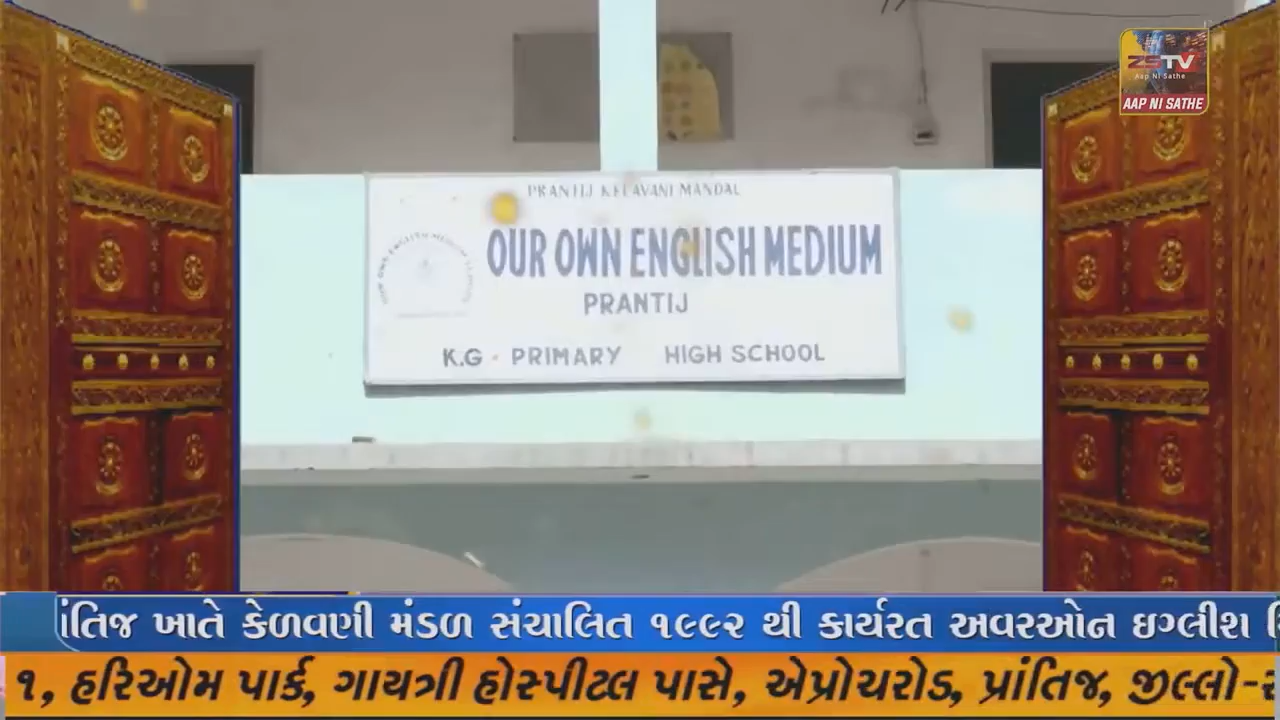 ZSTV
Aap Ni Sathe
AAP NI SATHE
PRANTIJ KELAVANI MANDAL
OUR OWN ENGLISH MEDIUM
PRANTIJ
K.G - PRIMARY HIGH SCHOOL
ાંતિજ ખાતે કેળવણી મંડળ સંચાલિત ૧૯૯૨ થી કાર્યરત અવરઓન ઇગ્લીશ
૧, હરિઓમ પાર્ક, ગાયત્રી હોસ્પીટલ પાસે, એપ્રોચરોડ, પ્રાંતિજ, જીલ્લો-